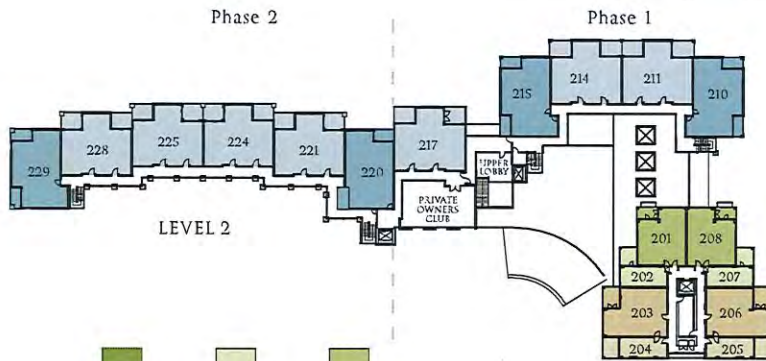 Phase 2
Phase 1
215
214
211
210
229
228
225
224
221
220
217
UPPER
LOBBY
PRIVATE
OWNERS
CLUB
LEVEL 2
201
208
202
207
203
206
204
205